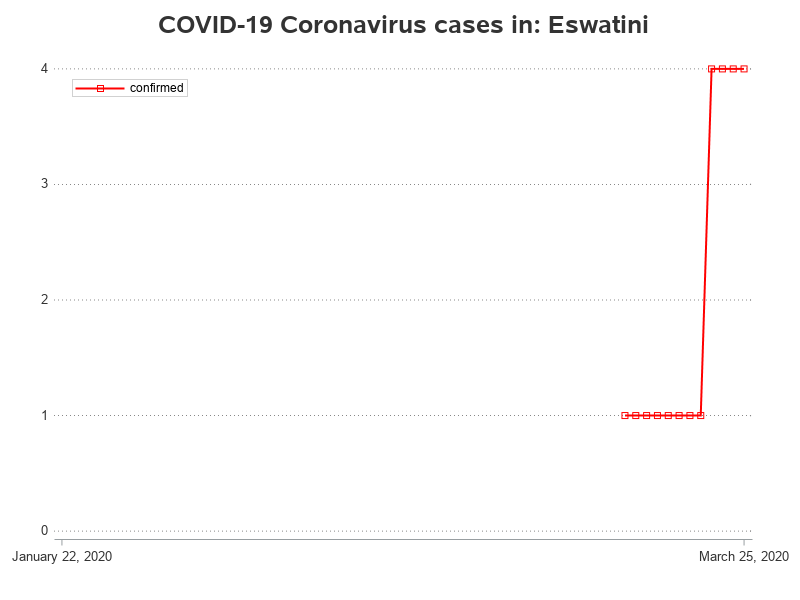 COVID-19 Coronavirus cases in: Eswatini
4
confirmed
3
2
1
0
January 22, 2020
March 25, 2020